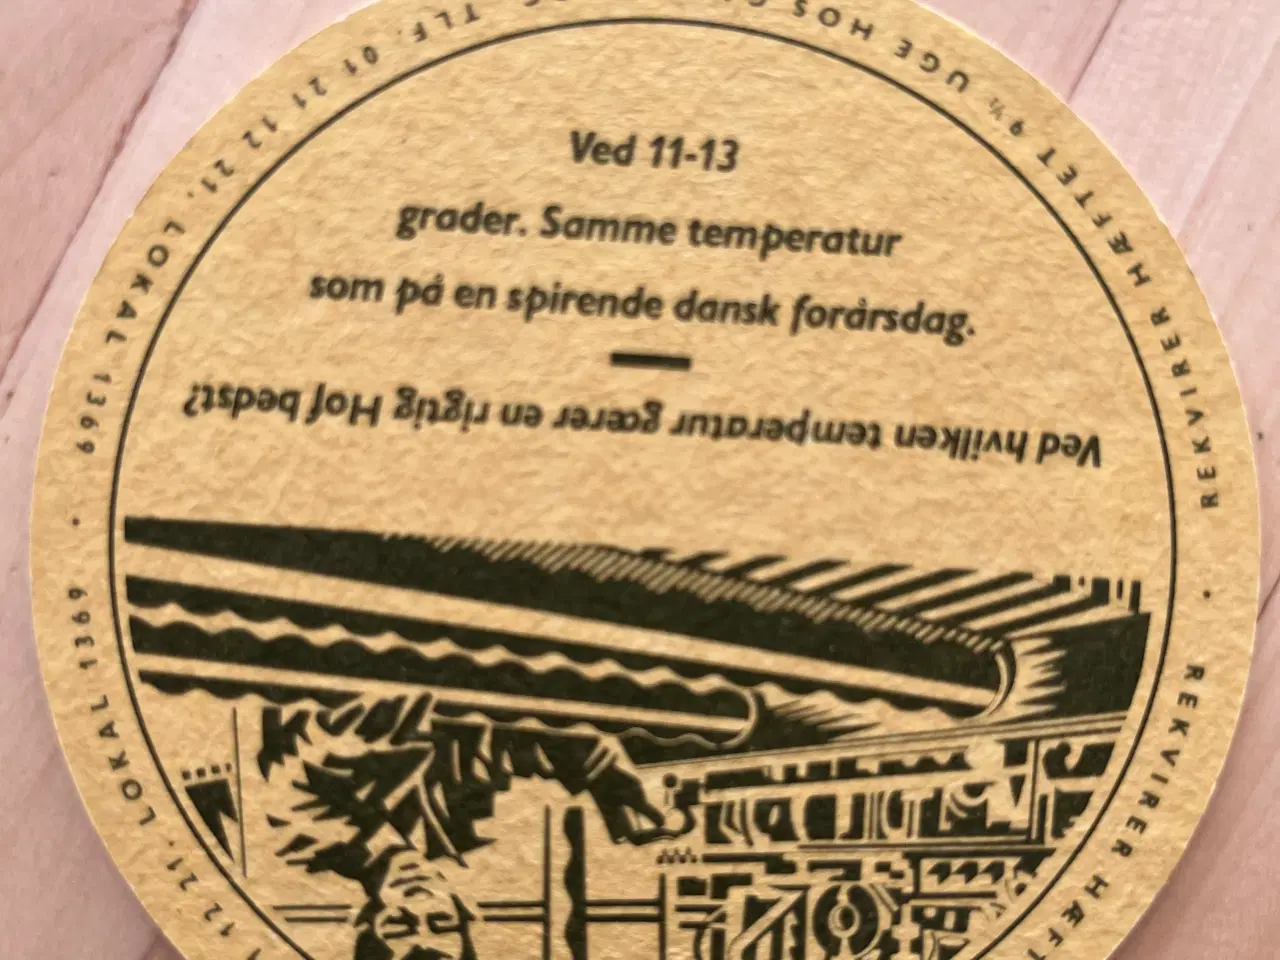 Ved 11-13
grader. Samme temperatur
som på en spirende dansk forårsdag.
Ved hvilken temperatur gærer en rigtig Hof bedst?
REKVIRER HÆFTET 9½ UGE HOS
TLF. 01 21 12 21, LOKAL 1369 •
• REKVIRER
12 21, LOKAL 1369